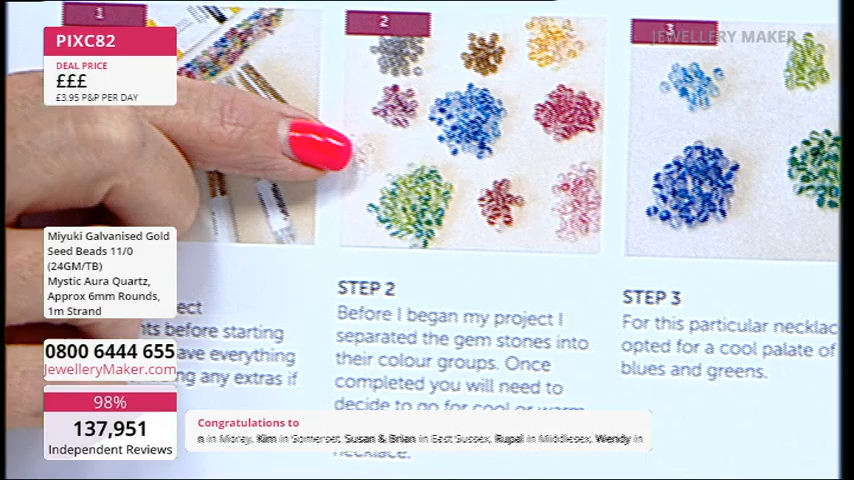 1
PIXC82
DEAL PRICE
£££
£3.95 P&P PER DAY
Miyuki Galvanised Gold
Seed Beads 11/0
(24GM/TB)
Mystic Aura Quartz,
Approx 6mm Rounds,
1m Strand
0800 6444 655
JewelleryMaker.com
98%
137,951
Independent Reviews
2
3
JEWELLERY MAKER
before starting
everything
any extras if
STEP 2
Before I began my project I
separated the gem stones into
their colour groups. Once
completed you will need to
decide to go for cool or warm
necklace.
STEP 3
For this particular
opted for a cool palate of
blues and greens.
Congratulations to
in Moray, Kim in Somerset, Susan & Brian in East Sussex, Rupal in Middlesex, Wendy in